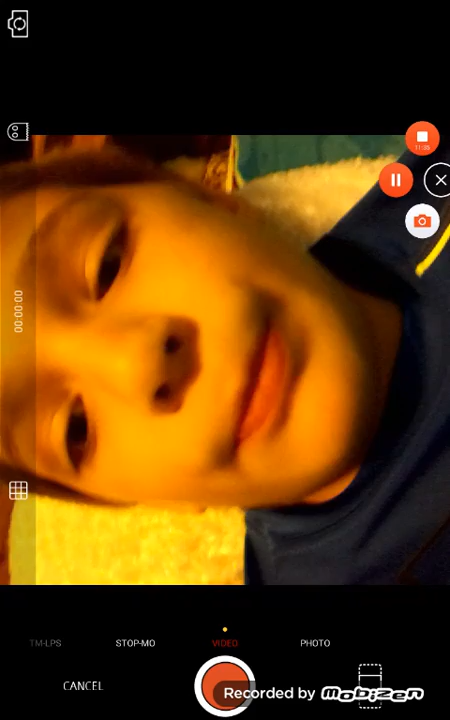 11:35
00:00:00
TM-LPS STOP-MO VIDEO PHOTO
CANCEL
Recorded by Mobizen